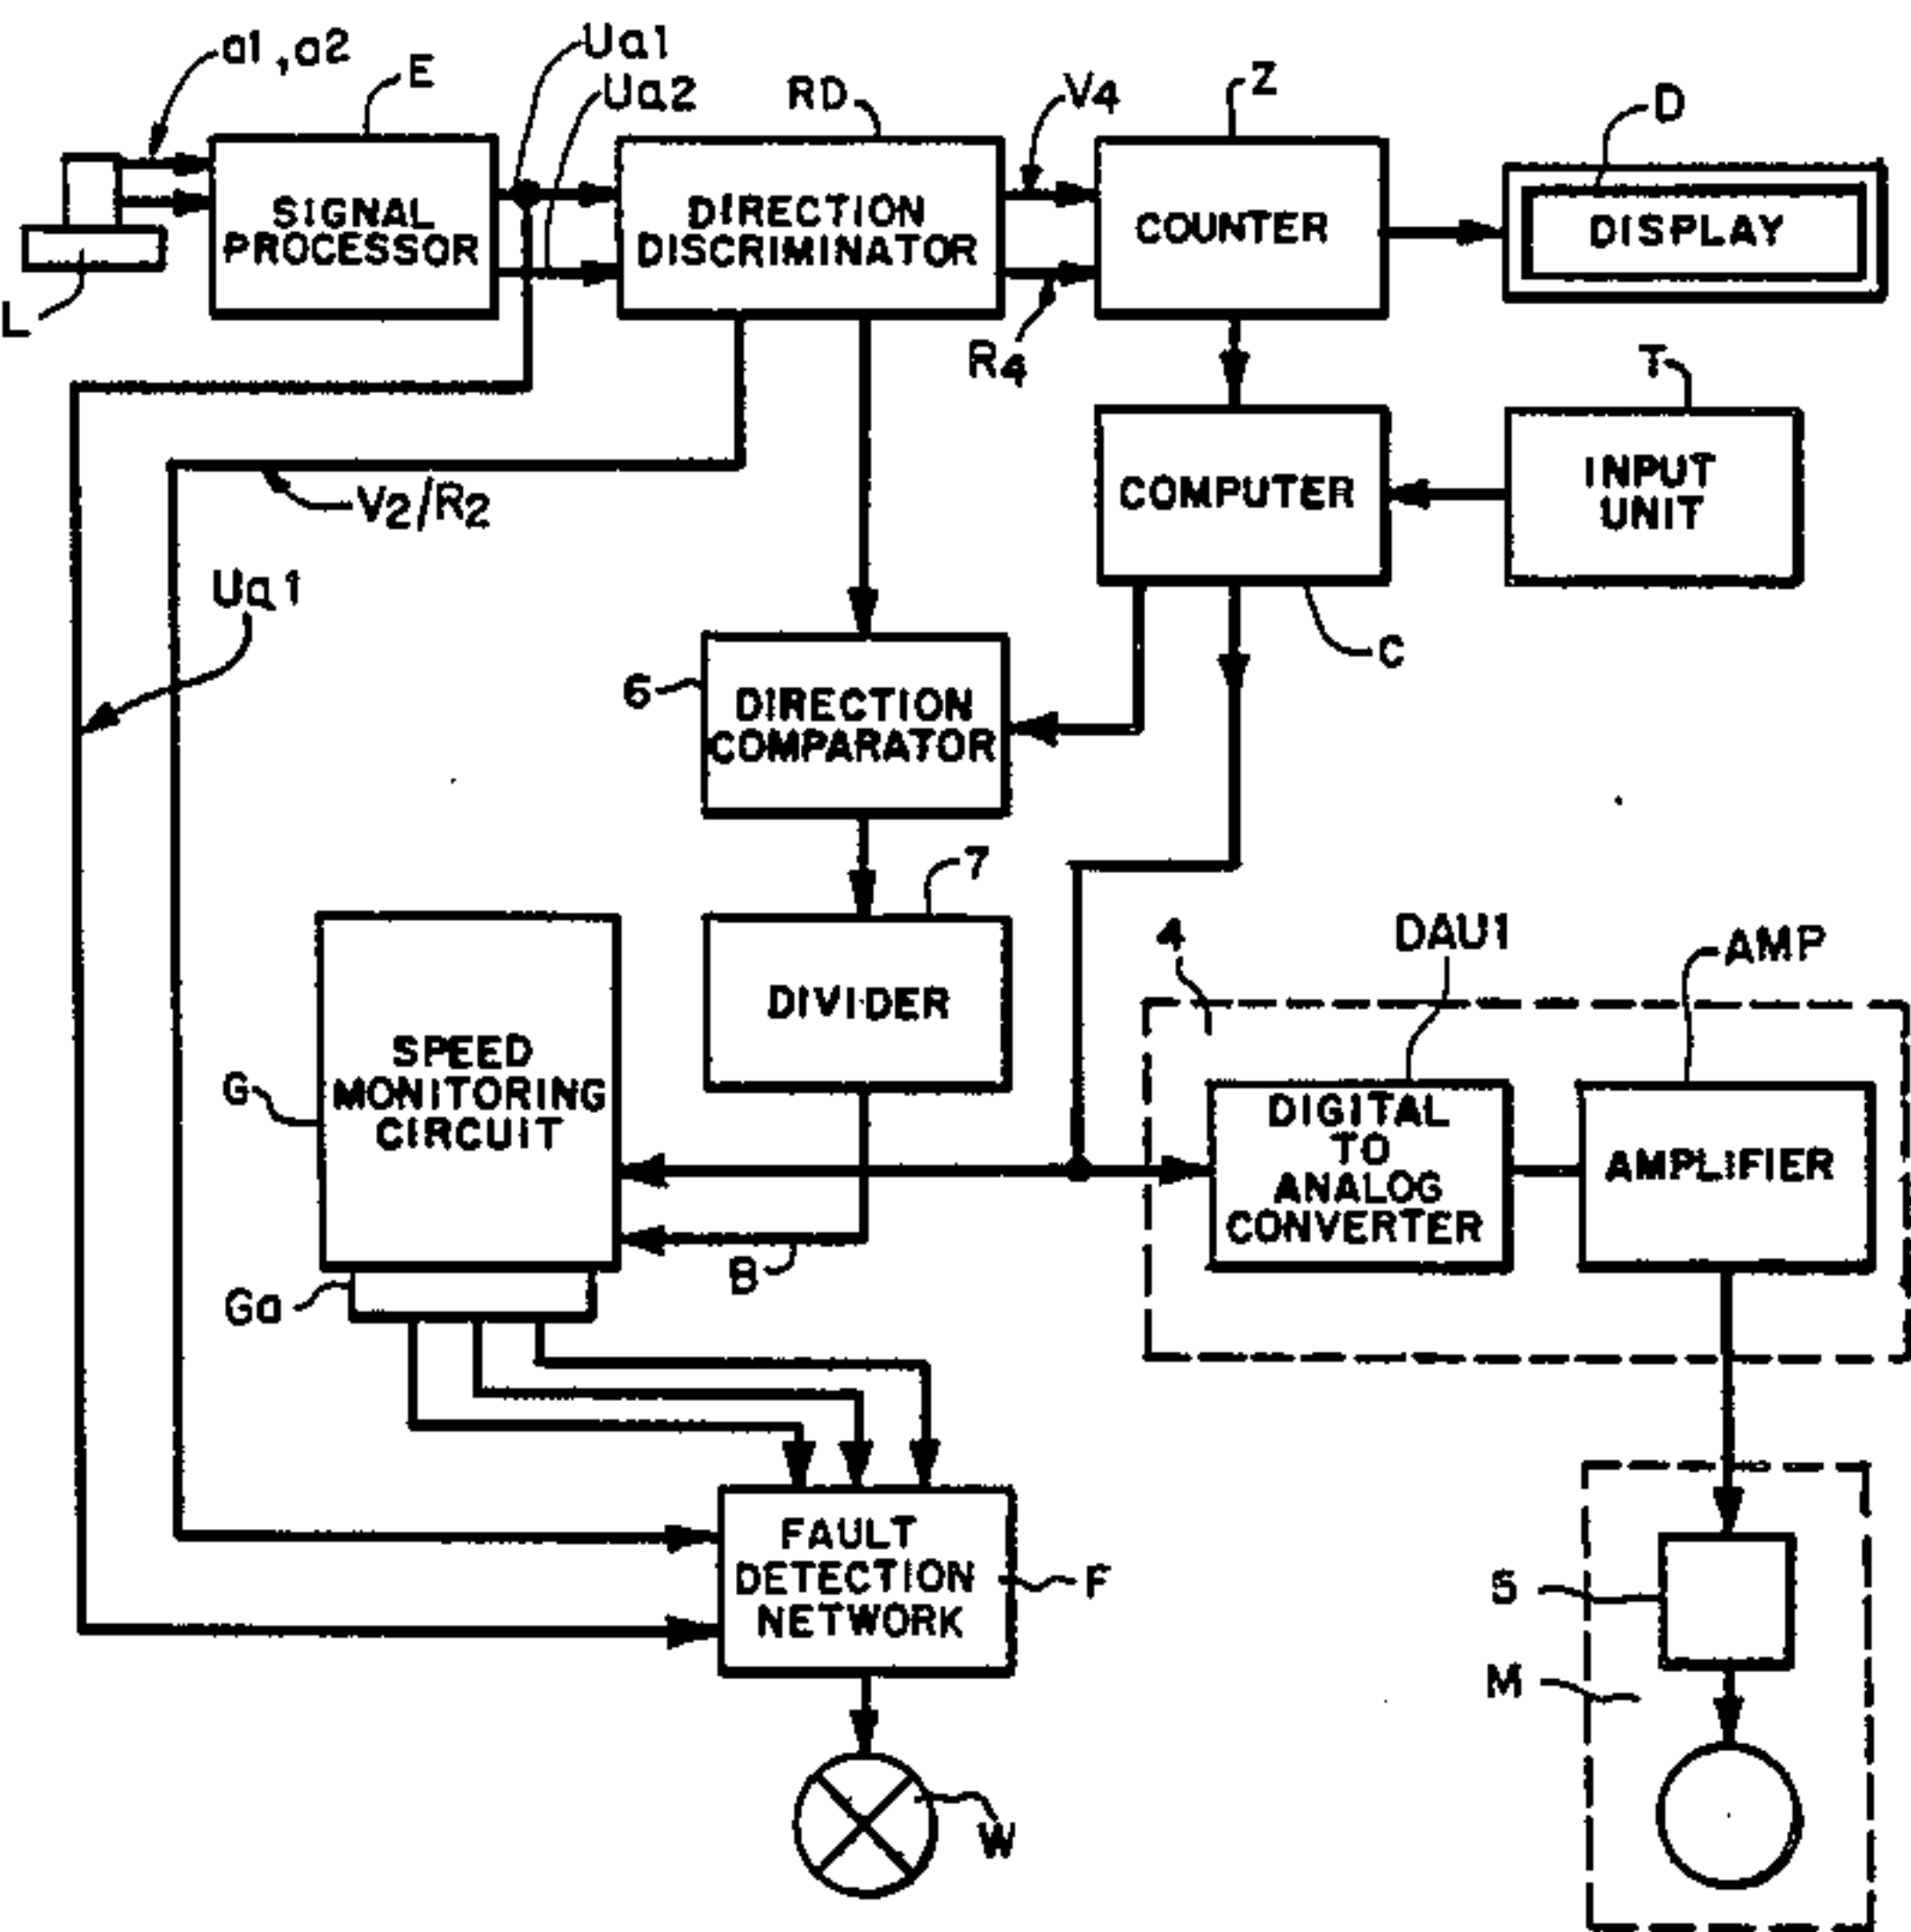 a1, a2
E
Ua1
Ua2
RD
V4
Z
D
SIGNAL
PROCESSOR
DIRECTION
DISCRIMINATOR
COUNTER
DISPLAY
L
R4
T
V2/R2
COMPUTER
INPUT
UNIT
Ua1
C
6
DIRECTION
COMPARATOR
7
4
DAU1
AMP
DIVIDER
SPEED
MONITORING
CIRCUIT
G
DIGITAL
TO
ANALOG
CONVERTER
AMPLIFIER
B
Ga
FAULT
DETECTION
NETWORK
F
5
M
W